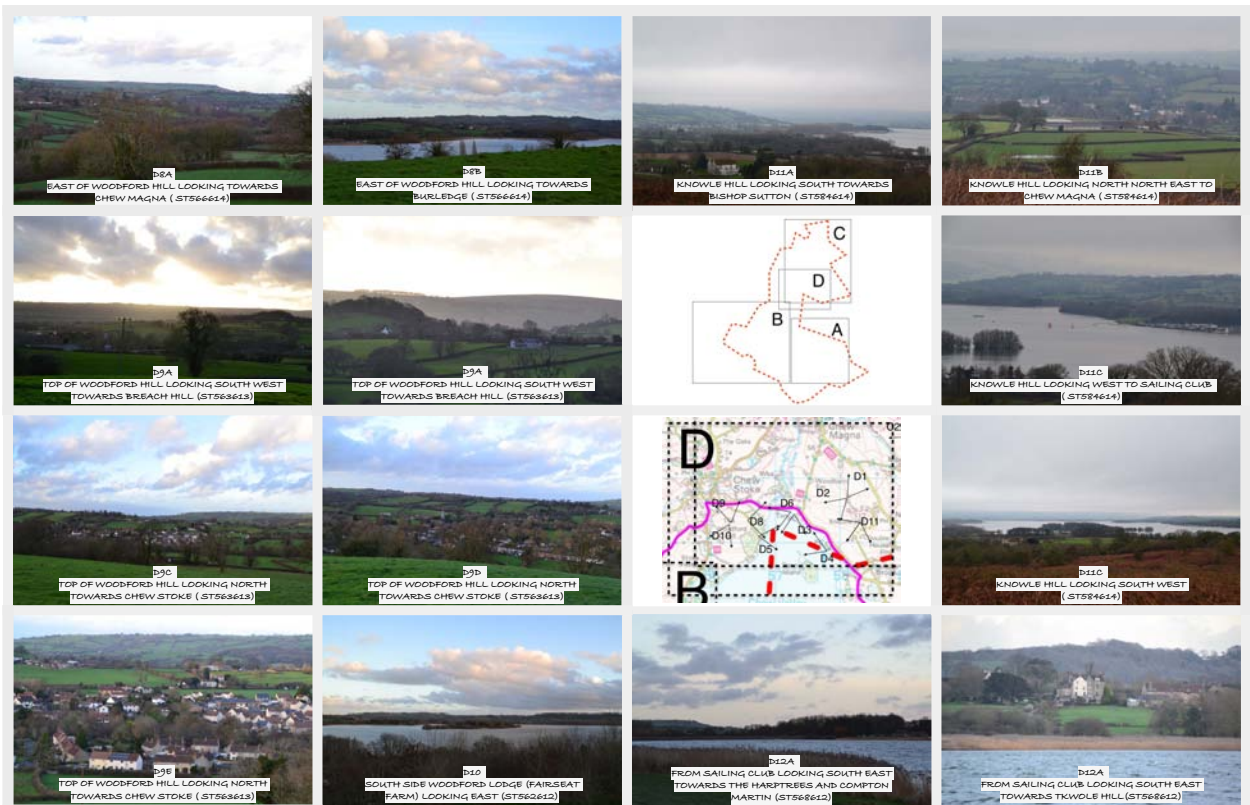 D8A
EAST OF WOODFORD HILL LOOKING TOWARDS
CHEW MAGNA ( ST566614)
D8B
EAST OF WOODFORD HILL LOOKING TOWARDS
BURLEDGE ( ST566614)
D11A
KNOWLE HILL LOOKING SOUTH TOWARDS
BISHOP SUTTON ( ST584614)
D11B
KNOWLE HILL LOOKING NORTH NORTH EAST TO
CHEW MAGNA ( ST584614)
D9A
TOP OF WOODFORD HILL LOOKING SOUTH WEST
TOWARDS BREACH HILL (ST563613)
D9A
TOP OF WOODFORD HILL LOOKING SOUTH WEST
TOWARDS BREACH HILL (ST563613)
C
D
B
A
D11C
KNOWLE HILL LOOKING WEST TO SAILING CLUB
( ST584614)
D9C
TOP OF WOODFORD HILL LOOKING NORTH
TOWARDS CHEW STOKE ( ST563613)
D9D
TOP OF WOODFORD HILL LOOKING NORTH
TOWARDS CHEW STOKE ( ST563613)
D
Chew
Magna
Chew
Stoke
D1
D2
D9
D6
D8
D3
D11
D10
D5
D4
B
D11C
KNOWLE HILL LOOKING SOUTH WEST
( ST584614)
D9E
TOP OF WOODFORD HILL LOOKING NORTH
TOWARDS CHEW STOKE (ST563613)
D10
SOUTH SIDE WOODFORD LODGE (FAIRSEAT
FARM) LOOKING EAST (ST562612)
D12A
FROM SAILING CLUB LOOKING SOUTH EAST
TOWARDS THE HARPTREES AND COMPTON
MARTIN (ST568612)
D12A
FROM SAILING CLUB LOOKING SOUTH EAST
TOWARDS TKWOLE HILL (ST568612)